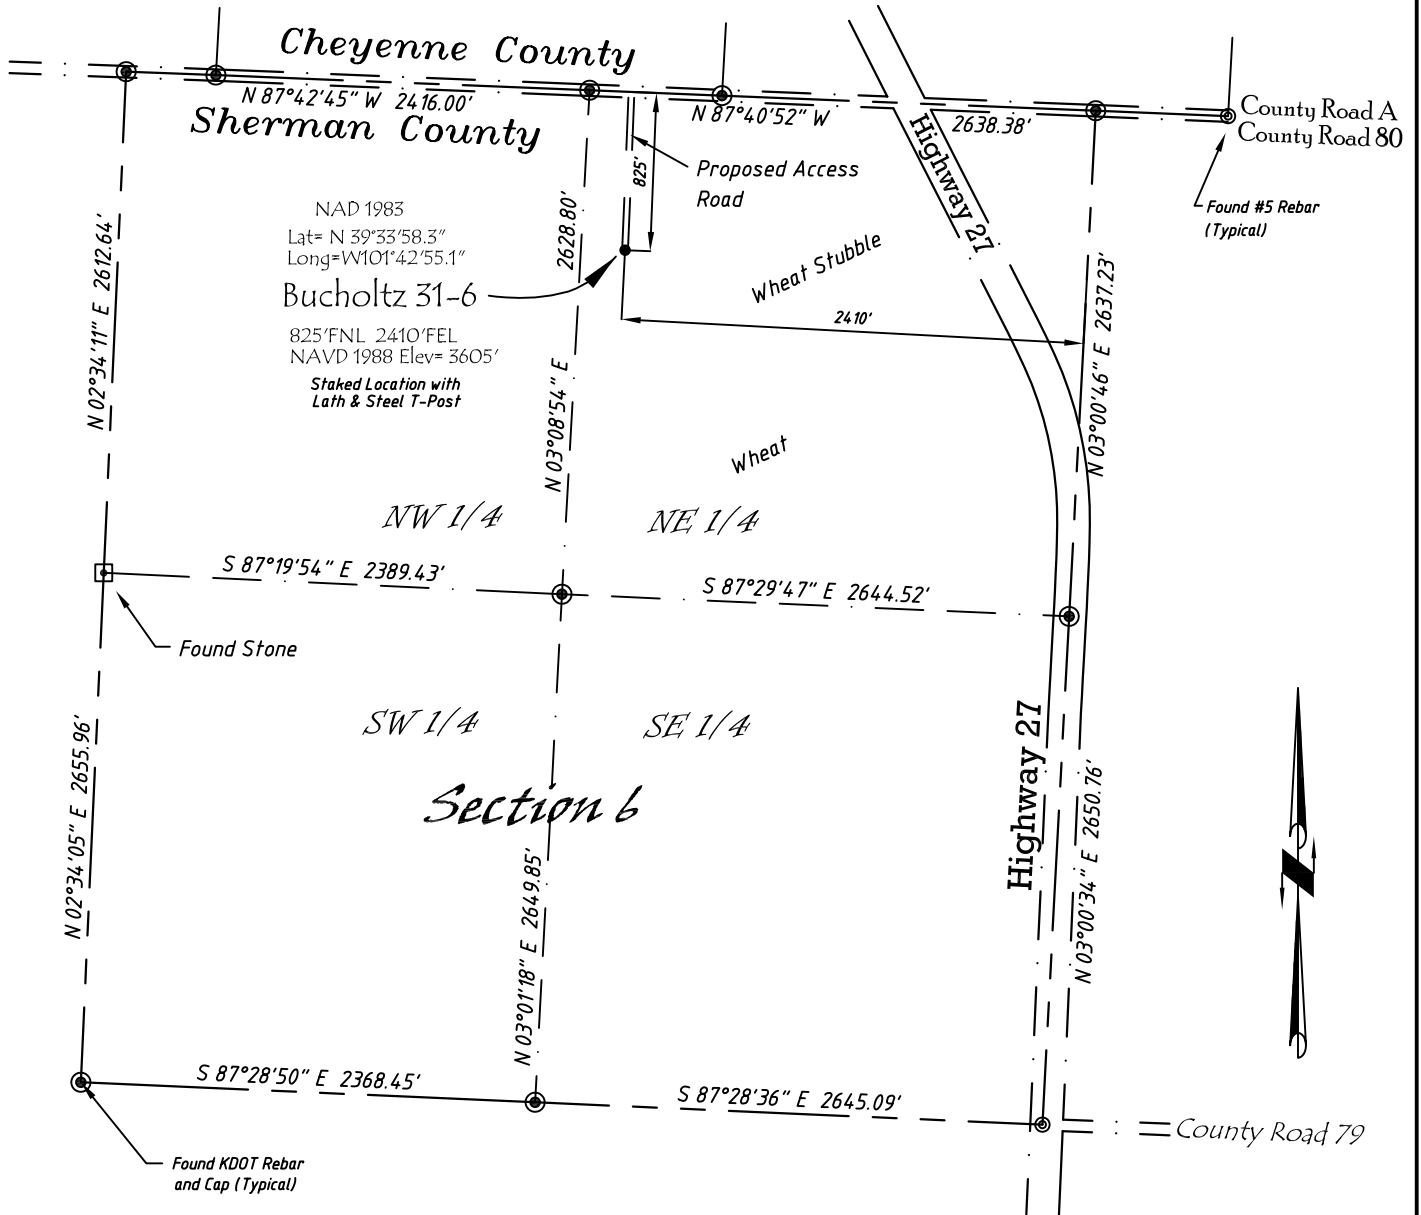 Cheyenne County
N 87°42'45" W 2416.00'
Sherman County
N 87°40'52" W
2638.38'
County Road A
County Road 80
Highway 27
Proposed Access
Road
825'
Found #5 Rebar
(Typical)
NAD 1983
Lat= N 39°33'58.3"
Long=W101°42'55.1"
Bucholtz 31-6
825'FNL 2410'FEL
NAVD 1988 Elev= 3605'
Staked Location with
Lath & Steel T-Post
N 02°34'11" E 2612.64'
N 03°08'54" E 2628.80'
Wheat Stubble
2410'
N 03°00'46" E 2637.23'
Wheat
NW 1/4
NE 1/4
S 87°19'54" E 2389.43'
S 87°29'47" E 2644.52'
Found Stone
SW 1/4
SE 1/4
Section 6
N 02°34'05" E 2655.96'
N 03°01'18" E 2649.85'
Highway 27
N 03°00'34" E 2650.76'
S 87°28'50" E 2368.45'
S 87°28'36" E 2645.09'
County Road 79
Found KDOT Rebar
and Cap (Typical)